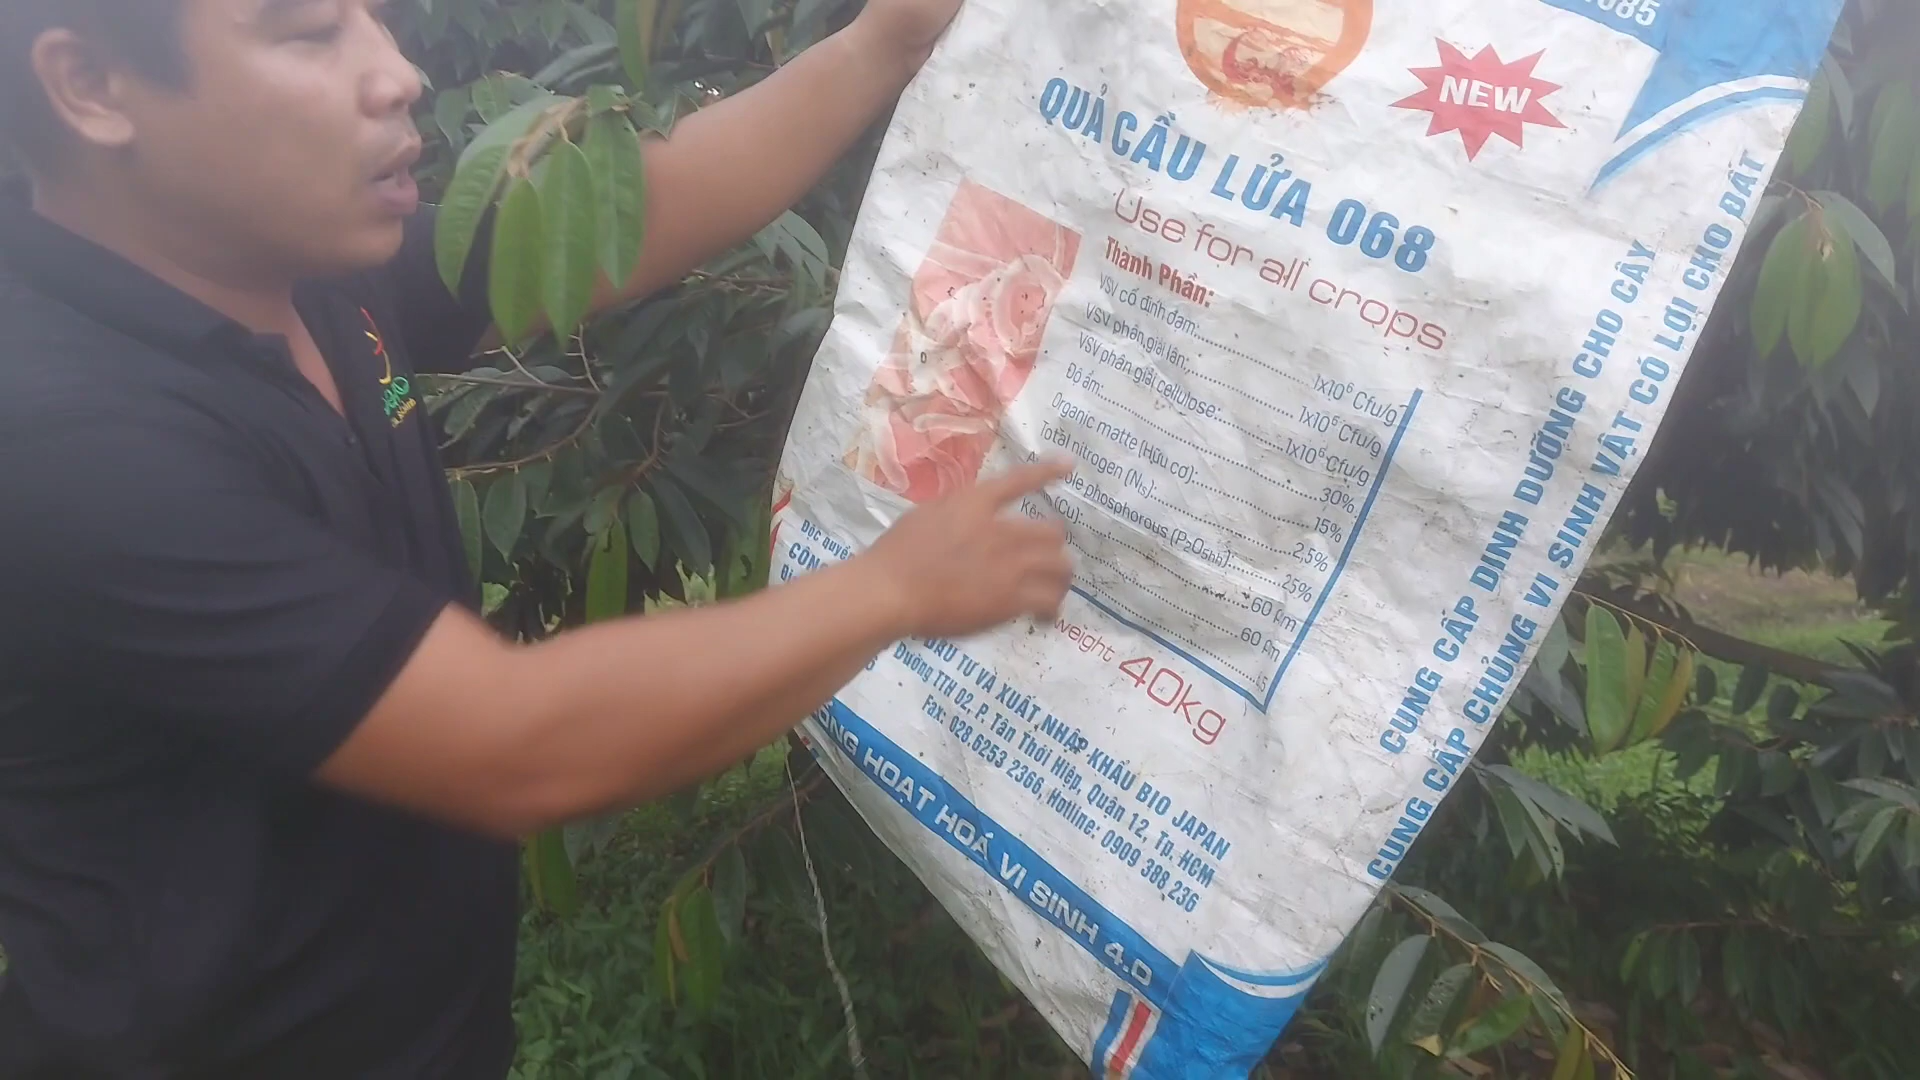 NEW
QUẢ CẦU LỬA 068
Use for all crops
Thành Phần:
VSV cố định đạm: 1x10⁶ Cfu/g
VSV phân giải lân: 1x10⁶ Cfu/g
VSV phân giải cellulose: 1x10⁶ Cfu/g
Độ ẩm: 30%
Organic matte (Hữu cơ): 15%
Total nitrogen (Nts): 2,5%
phosphorous (P2O5hh): 25%
(Cu): 60
60
weight 40kg
Độc quyền
ĐẦU TƯ VÀ XUẤT NHẬP KHẨU BIO JAPAN
Đường TTH 02, P. Tân Thới Hiệp, Quận 12, Tp. HCM
Fax: 028.6253 2366, Hotline: 0909 388 236
HOẠT HOÁ VI SINH 4.0
CUNG CẤP DINH DƯỠNG CHO CÂY
CUNG CẤP CHỦNG VI SINH VẬT CÓ LỢI CHO ĐẤT